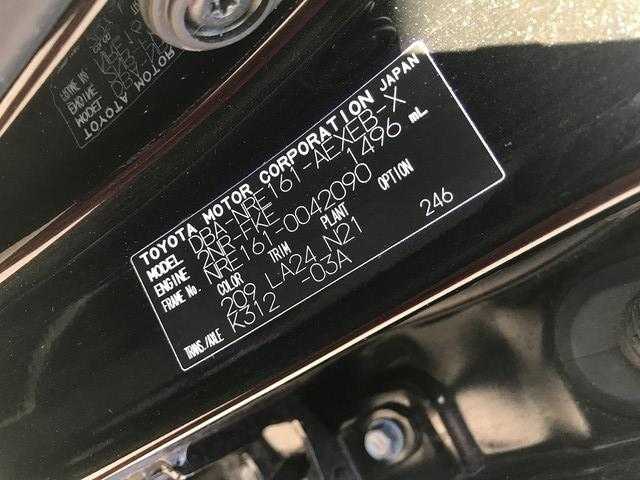 TOYOTA MOTOR CORPORATION JAPAN
MODEL DBA-NRE161-AEXEB-X
ENGINE 2NR-FKE 1496 mL
FRAME No. NRE161-0042090
COLOR TRIM PLANT OPTION
209 LA24 N21 246
TRANS./AXLE K312 -03A